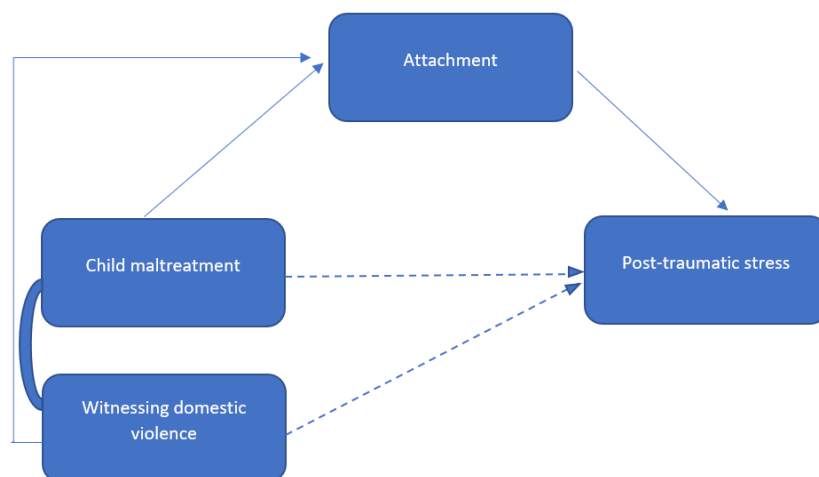 Attachment
Child maltreatment
Post-traumatic stress
Witnessing domestic
violence